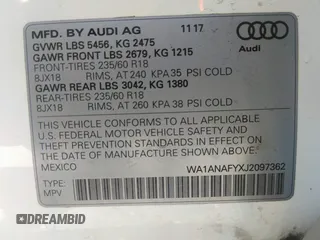 MFD. BY AUDI AG 11 17
GVWR LBS 5456, KG 2475
GAWR FRONT LBS 2679, KG 1215
FRONT-TIRES 235/60 R18
8JX18 RIMS, AT 240 KPA 35 PSI COLD
GAWR REAR LBS 3042, KG 1380
REAR-TIRES 235/60 R18
8JX18 RIMS, AT 260 KPA 38 PSI COLD
Audi
THIS VEHICLE CONFORMS TO ALL APPLICABLE
U.S. FEDERAL MOTOR VEHICLE SAFETY, BUMPER, AND
THEFT PREVENTION STANDARDS IN EFFECT ON THE
DATE OF MANUFACTURE SHOWN ABOVE.
MEXICO WA1ANAFYXJ2097362
TYPE:
MPV
DREAMBID.COM